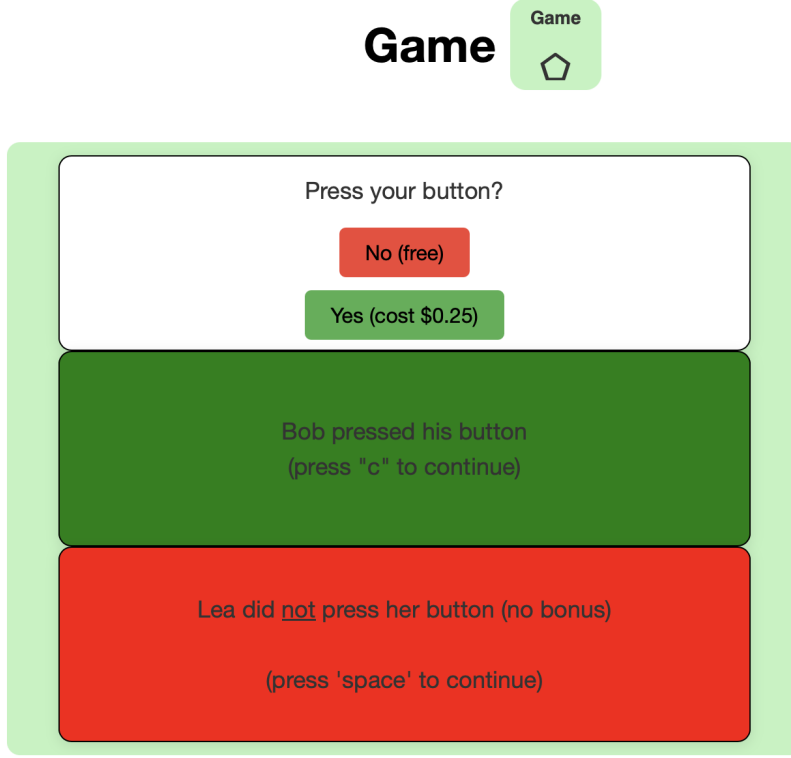 Game
Game
Press your button?
No (free)
Yes (cost $0.25)
Bob pressed his button
(press "c" to continue)
Lea did not press her button (no bonus)
(press 'space' to continue)